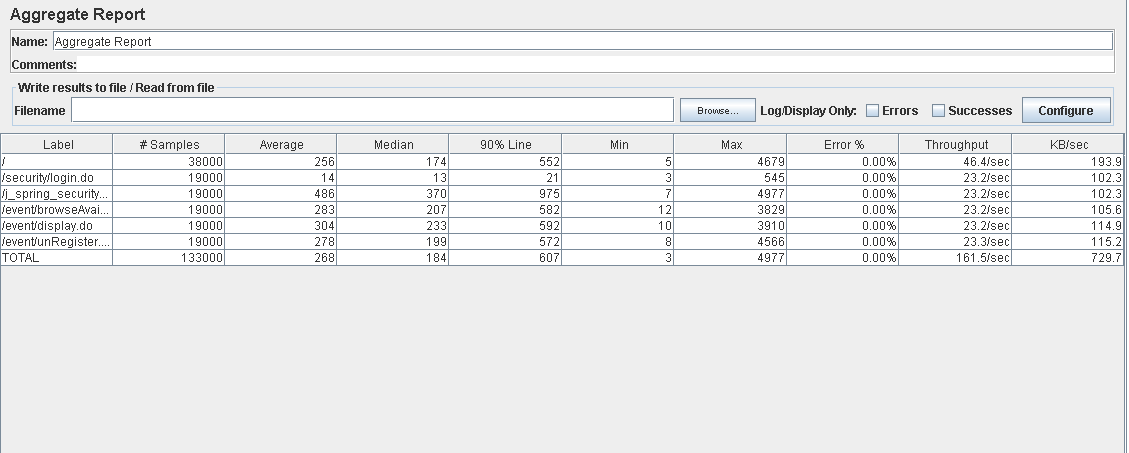 Aggregate Report
Name: Aggregate Report
Comments:
Write results to file / Read from file
Filename Browse... Log/Display Only: Errors Successes Configure
Label # Samples Average Median 90% Line Min Max Error % Throughput KB/sec
/ 38000 256 174 552 5 4679 0.00% 46.4/sec 193.9
/security/login.do 19000 14 13 21 3 545 0.00% 23.2/sec 102.3
/j_spring_security... 19000 486 370 975 7 4977 0.00% 23.2/sec 102.3
/event/browseAvai... 19000 283 207 582 12 3829 0.00% 23.2/sec 105.6
/event/display.do 19000 304 233 592 10 3910 0.00% 23.2/sec 114.9
/event/unRegister.... 19000 278 199 572 8 4566 0.00% 23.3/sec 115.2
TOTAL 133000 268 184 607 3 4977 0.00% 161.5/sec 729.7